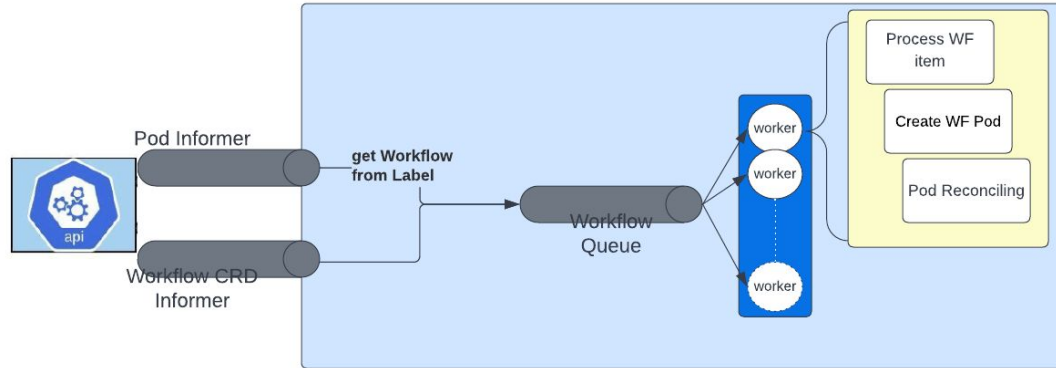 Pod Informer
api
Workflow CRD
Informer
get Workflow
from Label
Workflow
Queue
worker
worker
worker
Process WF
item
Create WF Pod
Pod Reconciling